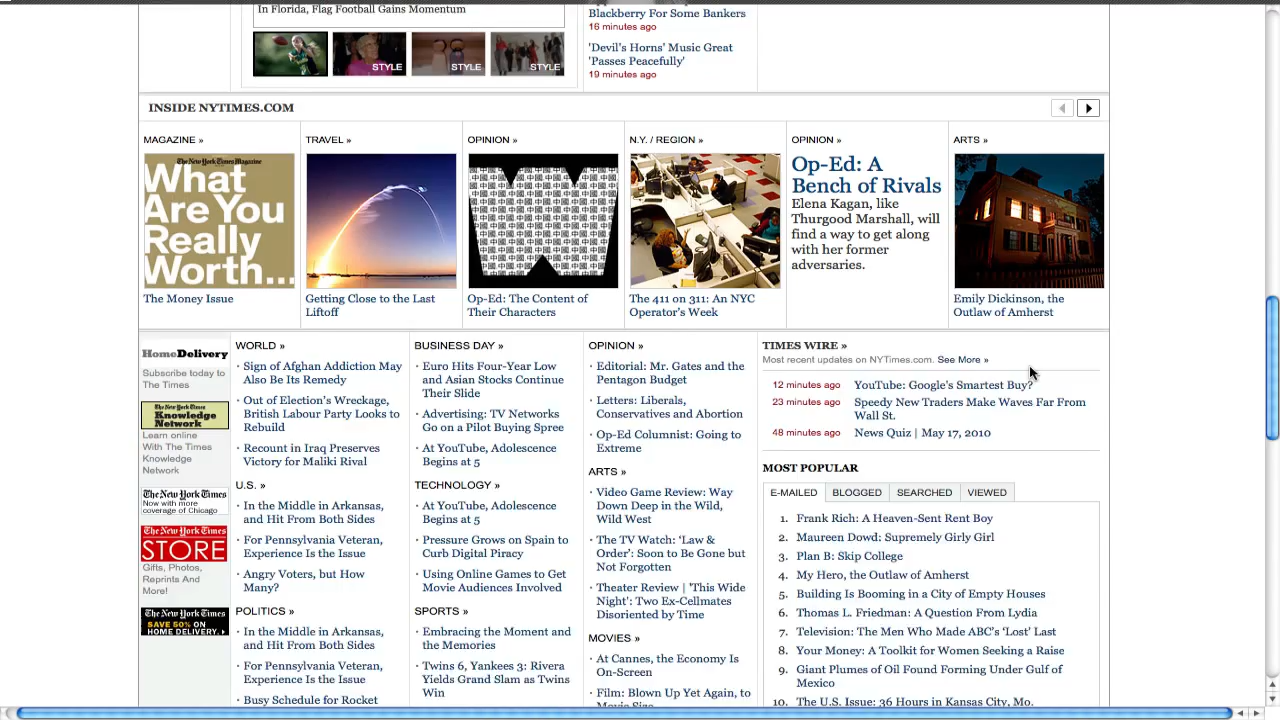 In Florida, Flag Football Gains Momentum
STYLE
STYLE
STYLE
Blackberry For Some Bankers
16 minutes ago
'Devil's Horns' Music Great
'Passes Peacefully'
19 minutes ago
INSIDE NYTIMES.COM
MAGAZINE »
The New York Times Magazine
What
Are You
Really
Worth...
The Money Issue
TRAVEL »
Getting Close to the Last
Liftoff
OPINION »
Op-Ed: The Content of
Their Characters
N.Y. / REGION »
The 411 on 311: An NYC
Operator's Week
OPINION »
Op-Ed: A
Bench of Rivals
Elena Kagan, like
Thurgood Marshall, will
find a way to get along
with her former
adversaries.
ARTS »
Emily Dickinson, the
Outlaw of Amherst
HomeDelivery
Subscribe today to
The Times
The New York Times
Knowledge
Network
Learn online
With The Times
Knowledge
Network
The New York Times
Now with more
coverage of Chicago
The New York Times
STORE
Gifts, Photos,
Reprints And
More!
The New York Times
SAVE 50% ON
HOME DELIVERY.
WORLD »
· Sign of Afghan Addiction May
Also Be Its Remedy
· Out of Election's Wreckage,
British Labour Party Looks to
Rebuild
· Recount in Iraq Preserves
Victory for Maliki Rival
U.S. »
· In the Middle in Arkansas,
and Hit From Both Sides
· For Pennsylvania Veteran,
Experience Is the Issue
· Angry Voters, but How
Many?
POLITICS »
· In the Middle in Arkansas,
and Hit From Both Sides
· For Pennsylvania Veteran,
Experience Is the Issue
· Busy Schedule for Rocket
BUSINESS DAY »
· Euro Hits Four-Year Low
and Asian Stocks Continue
Their Slide
· Advertising: TV Networks
Go on a Pilot Buying Spree
· At YouTube, Adolescence
Begins at 5
TECHNOLOGY »
· At YouTube, Adolescence
Begins at 5
· Pressure Grows on Spain to
Curb Digital Piracy
· Using Online Games to Get
Movie Audiences Involved
SPORTS »
· Embracing the Moment and
the Memories
· Twins 6, Yankees 3: Rivera
Yields Grand Slam as Twins
Win
OPINION »
· Editorial: Mr. Gates and the
Pentagon Budget
· Letters: Liberals,
Conservatives and Abortion
· Op-Ed Columnist: Going to
Extreme
ARTS »
· Video Game Review: Way
Down Deep in the Wild,
Wild West
· The TV Watch: 'Law &
Order': Soon to Be Gone but
Not Forgotten
· Theater Review | 'This Wide
Night': Two Ex-Cellmates
Disoriented by Time
MOVIES »
· At Cannes, the Economy Is
On-Screen
· Film: Blown Up Yet Again, to
Movie Size
TIMES WIRE »
Most recent updates on NYTimes.com. See More »
12 minutes ago YouTube: Google's Smartest Buy?
23 minutes ago Speedy New Traders Make Waves Far From
Wall St.
48 minutes ago News Quiz | May 17, 2010
MOST POPULAR
E-MAILED BLOGGED SEARCHED VIEWED
1. Frank Rich: A Heaven-Sent Rent Boy
2. Maureen Dowd: Supremely Girly Girl
3. Plan B: Skip College
4. My Hero, the Outlaw of Amherst
5. Building Is Booming in a City of Empty Houses
6. Thomas L. Friedman: A Question From Lydia
7. Television: The Men Who Made ABC's 'Lost' Last
8. Your Money: A Toolkit for Women Seeking a Raise
9. Giant Plumes of Oil Found Forming Under Gulf of
Mexico
10. The U.S. Issue: 36 Hours in Kansas City, Mo.